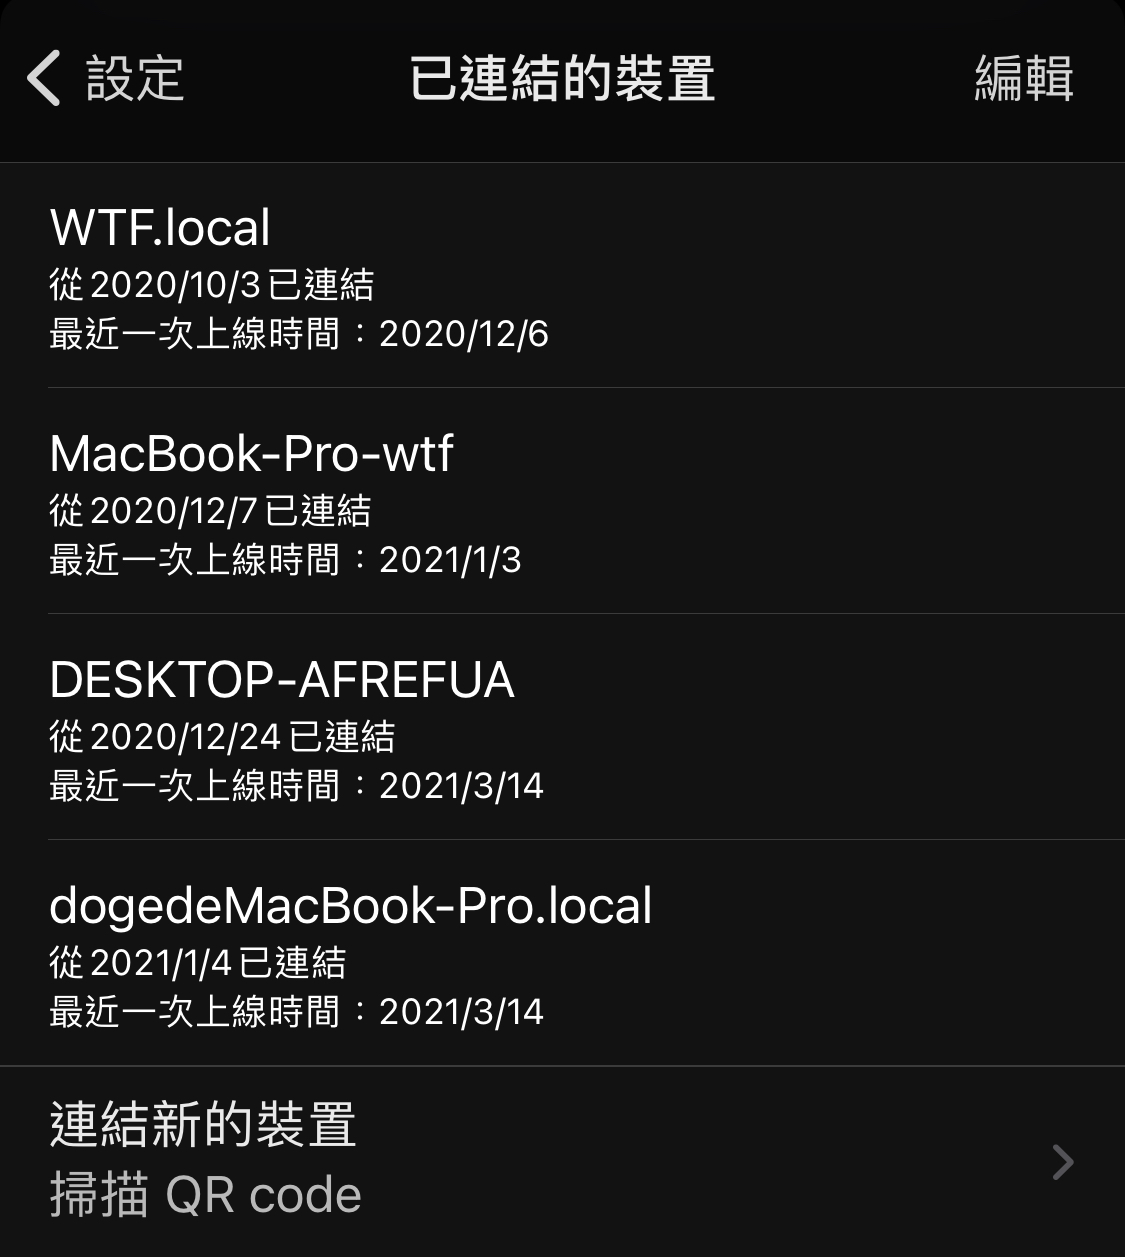 設定
已連結的裝置
編輯
WTF.local
從 2020/10/3 已連結
最近一次上線時間：2020/12/6
MacBook-Pro-wtf
從 2020/12/7 已連結
最近一次上線時間：2021/1/3
DESKTOP-AFREFUA
從 2020/12/24 已連結
最近一次上線時間：2021/3/14
dogedeMacBook-Pro.local
從 2021/1/4 已連結
最近一次上線時間：2021/3/14
連結新的裝置
掃描 QR code